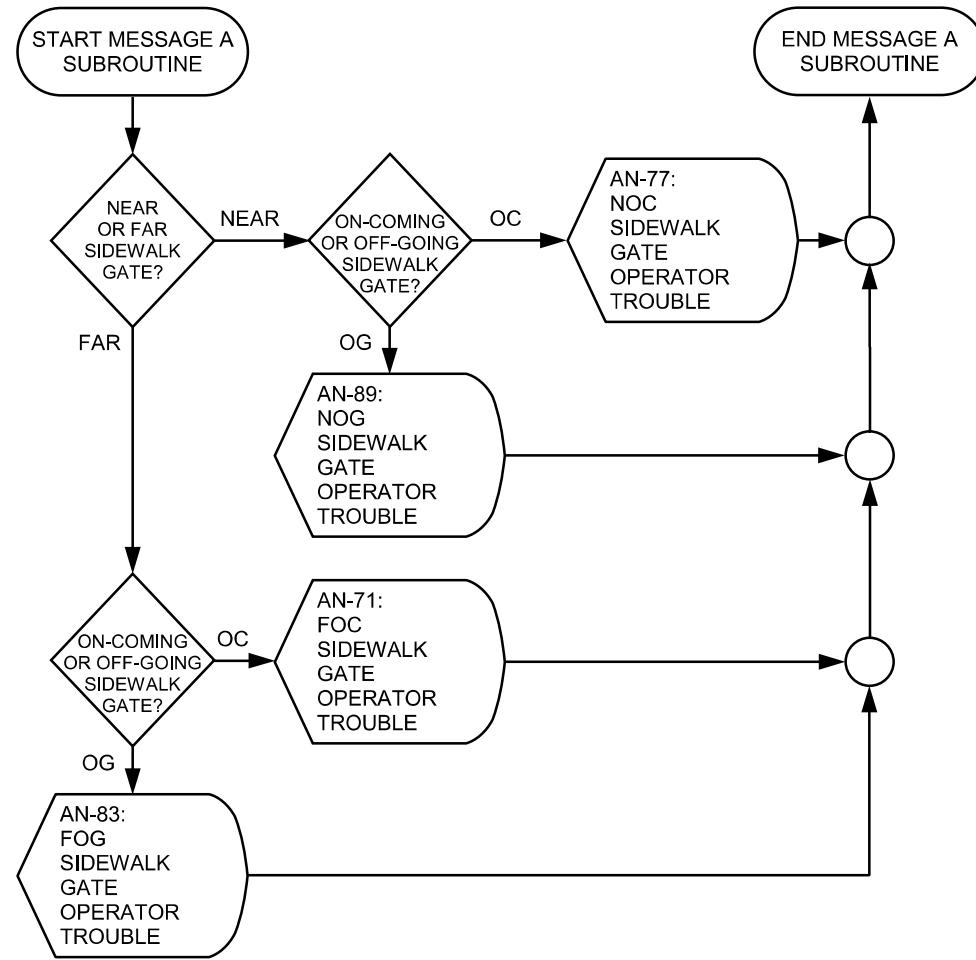 START MESSAGE A
SUBROUTINE
END MESSAGE A
SUBROUTINE
NEAR
OR FAR
SIDEWALK
GATE?
NEAR
ON-COMING
OR OFF-GOING
SIDEWALK
GATE?
OC
AN-77:
NOC
SIDEWALK
GATE
OPERATOR
TROUBLE
FAR
OG
AN-89:
NOG
SIDEWALK
GATE
OPERATOR
TROUBLE
ON-COMING
OR OFF-GOING
SIDEWALK
GATE?
OC
AN-71:
FOC
SIDEWALK
GATE
OPERATOR
TROUBLE
OG
AN-83:
FOG
SIDEWALK
GATE
OPERATOR
TROUBLE